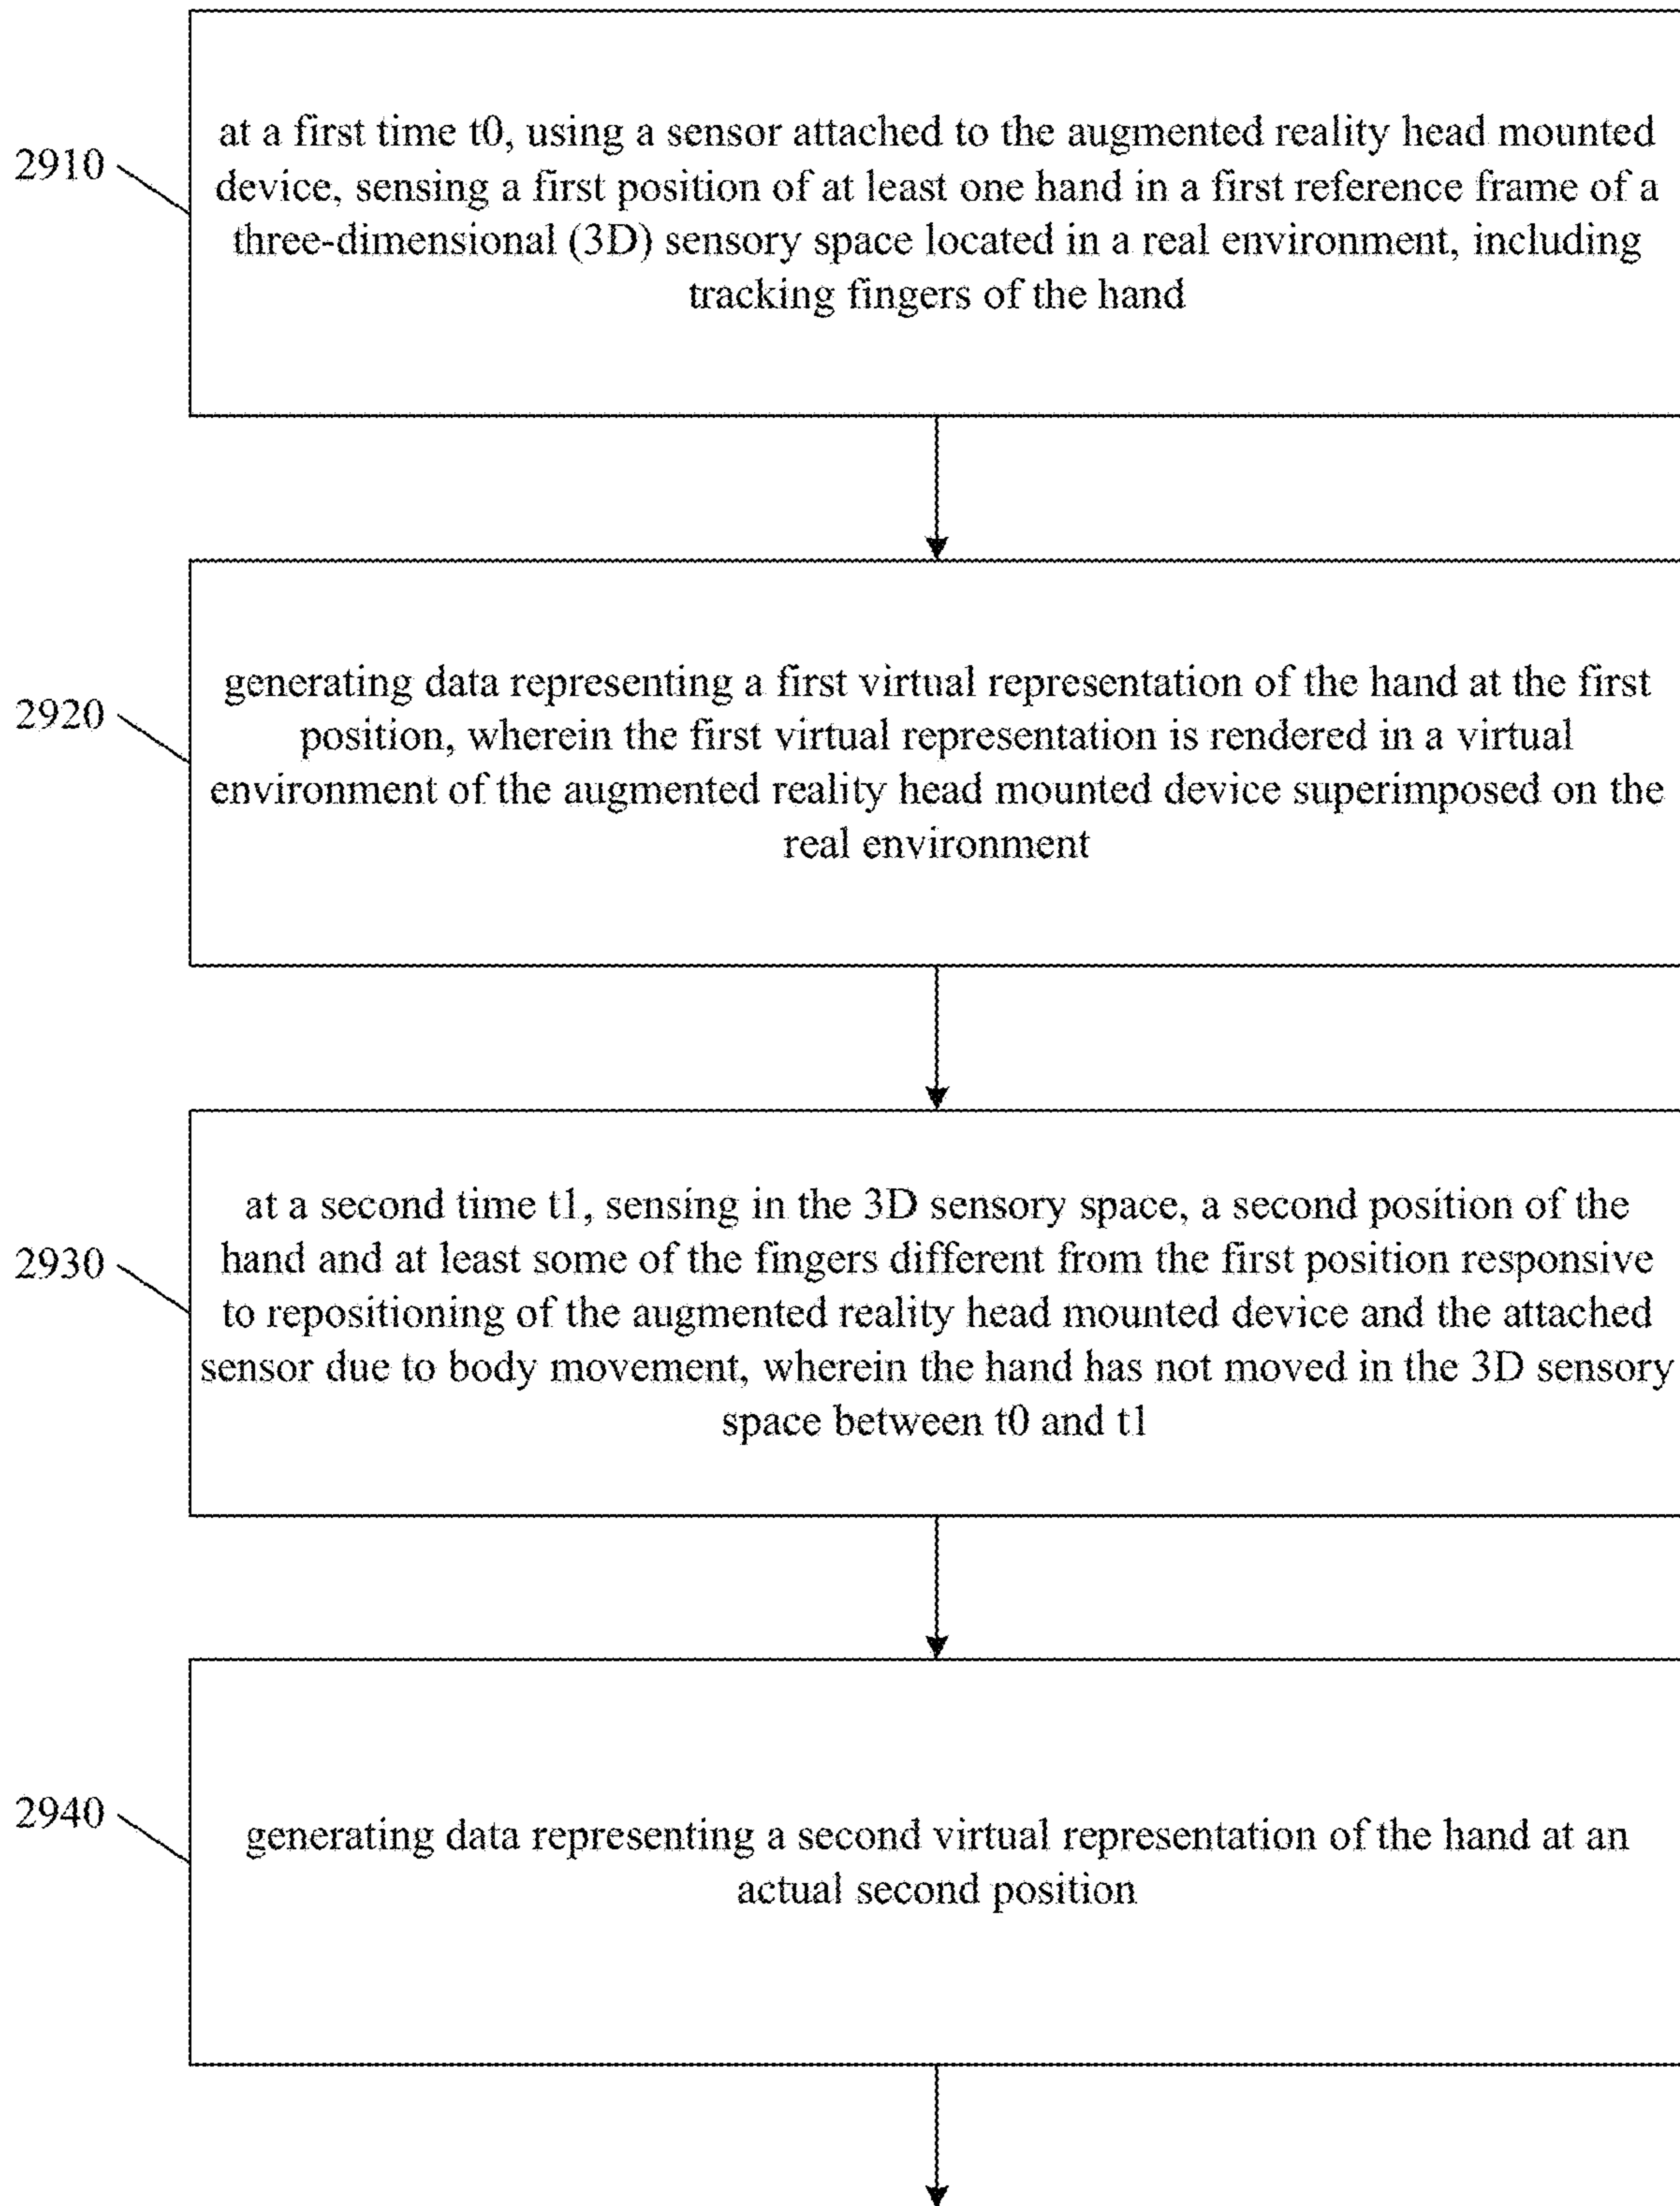 2910
at a first time t0, using a sensor attached to the augmented reality head mounted
device, sensing a first position of at least one hand in a first reference frame of a
three-dimensional (3D) sensory space located in a real environment, including
tracking fingers of the hand
2920
generating data representing a first virtual representation of the hand at the first
position, wherein the first virtual representation is rendered in a virtual
environment of the augmented reality head mounted device superimposed on the
real environment
2930
at a second time t1, sensing in the 3D sensory space, a second position of the
hand and at least some of the fingers different from the first position responsive
to repositioning of the augmented reality head mounted device and the attached
sensor due to body movement, wherein the hand has not moved in the 3D sensory
space between t0 and t1
2940
generating data representing a second virtual representation of the hand at an
actual second position